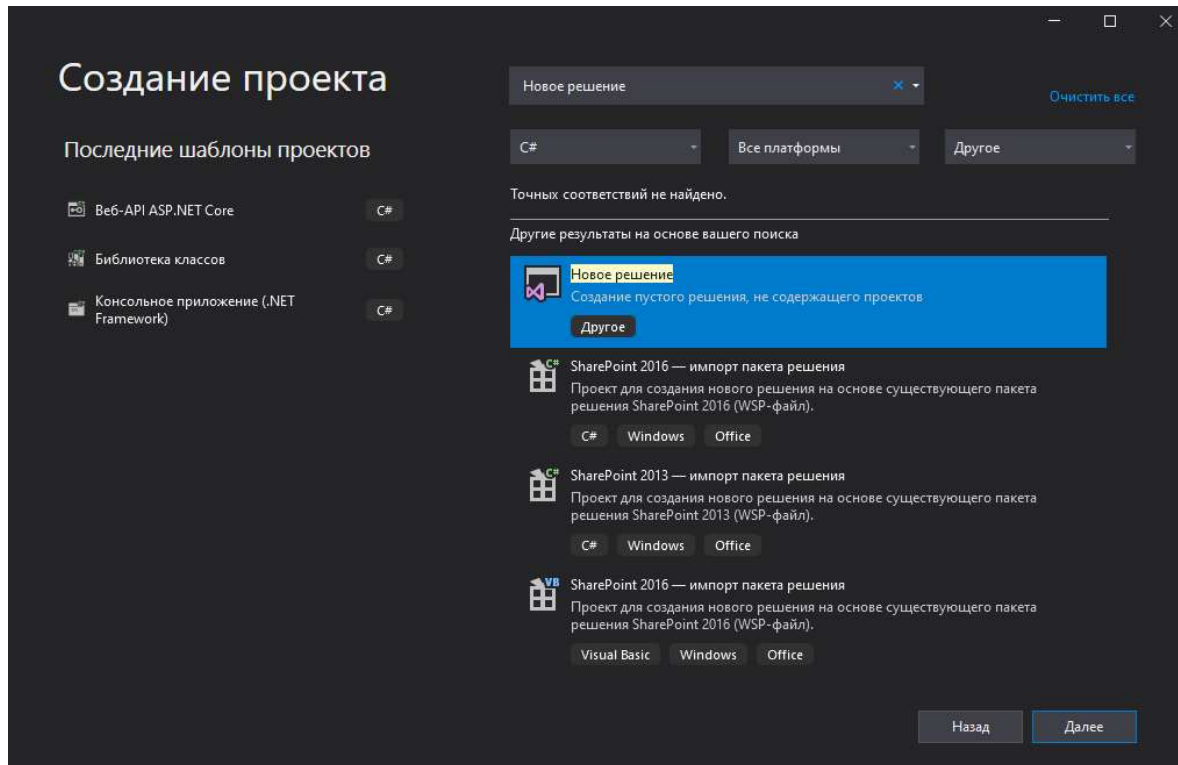 Создание проекта
Последние шаблоны проектов
Веб-API ASP.NET Core
C#
Библиотека классов
C#
Консольное приложение (.NET
Framework)
C#
Новое решение
Очистить все
C#
Все платформы
Другое
Точных соответствий не найдено.
Другие результаты на основе вашего поиска
Новое решение
Создание пустого решения, не содержащего проектов
Другое
C#
SharePoint 2016 — импорт пакета решения
Проект для создания нового решения на основе существующего пакета
решения SharePoint 2016 (WSP-файл).
C# Windows Office
C#
SharePoint 2013 — импорт пакета решения
Проект для создания нового решения на основе существующего пакета
решения SharePoint 2013 (WSP-файл).
C# Windows Office
VB
SharePoint 2016 — импорт пакета решения
Проект для создания нового решения на основе существующего пакета
решения SharePoint 2016 (WSP-файл).
Visual Basic Windows Office
Назад
Далее